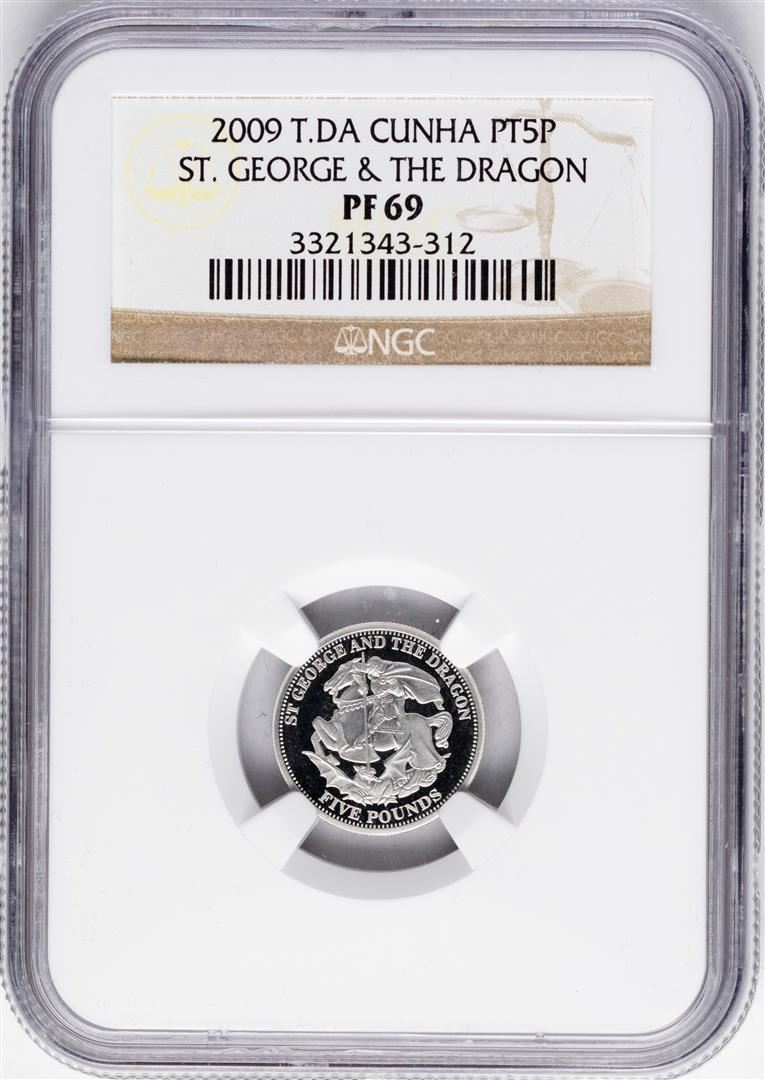 2009 T.DA CUNHA PT5P
ST. GEORGE & THE DRAGON
PF 69
3321343-312
NGC
ST GEORGE AND THE DRAGON
FIVE POUNDS